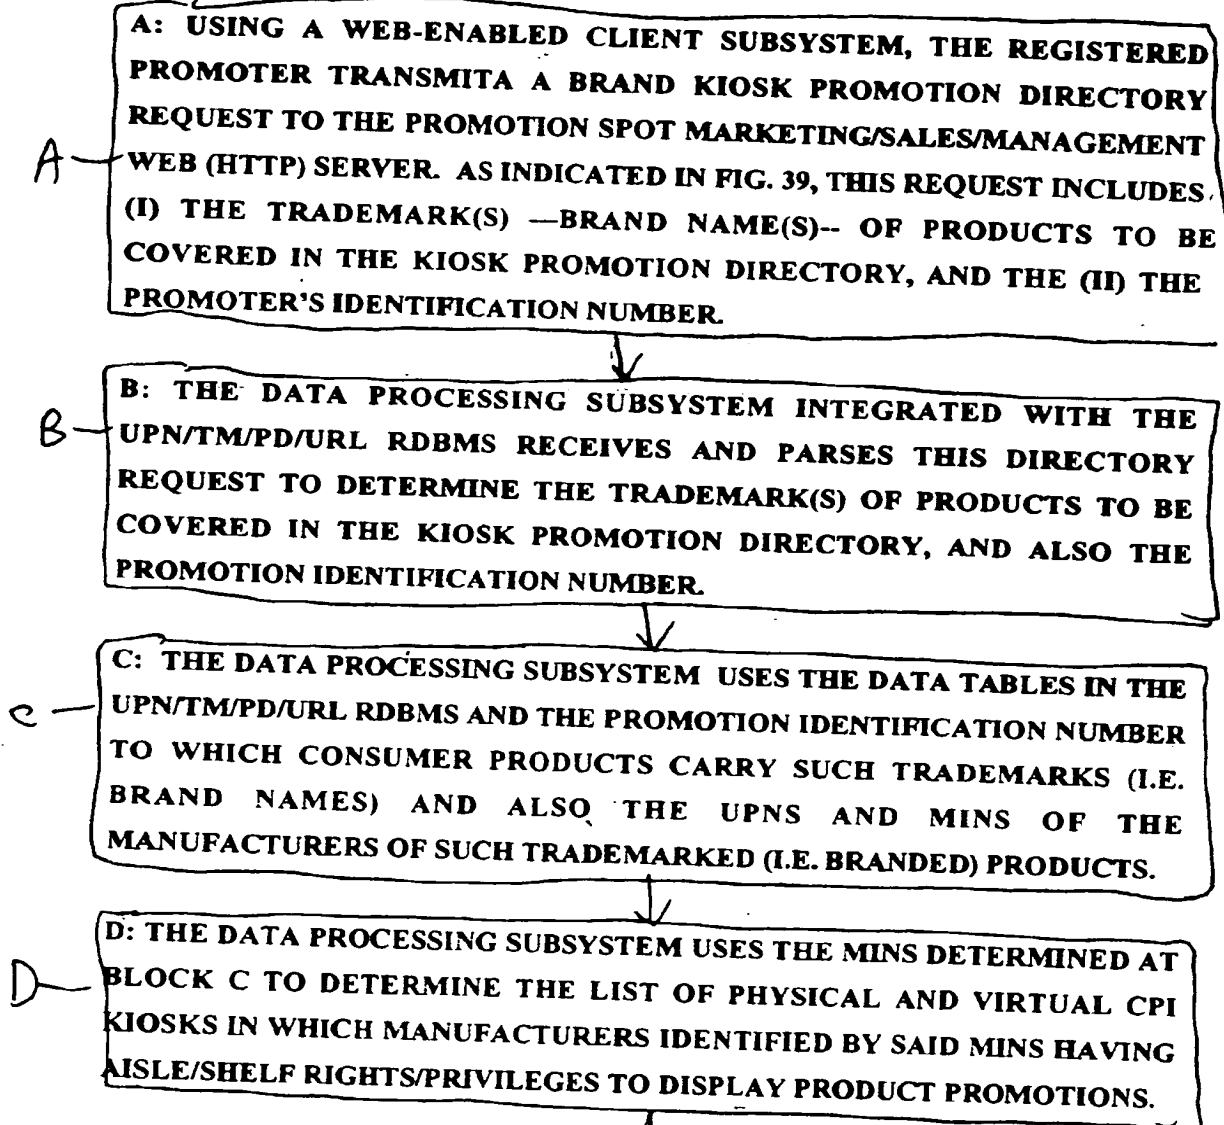 A: USING A WEB-ENABLED CLIENT SUBSYSTEM, THE REGISTERED
PROMOTER TRANSMITA A BRAND KIOSK PROMOTION DIRECTORY
REQUEST TO THE PROMOTION SPOT MARKETING/SALES/MANAGEMENT
A
WEB (HTTP) SERVER. AS INDICATED IN FIG. 39, THIS REQUEST INCLUDES
(I) THE TRADEMARK(S) —BRAND NAME(S)-- OF PRODUCTS TO BE
COVERED IN THE KIOSK PROMOTION DIRECTORY, AND THE (II) THE
PROMOTER'S IDENTIFICATION NUMBER.
B: THE DATA PROCESSING SUBSYSTEM INTEGRATED WITH THE
B
UPN/TM/PD/URL RDBMS RECEIVES AND PARSES THIS DIRECTORY
REQUEST TO DETERMINE THE TRADEMARK(S) OF PRODUCTS TO BE
COVERED IN THE KIOSK PROMOTION DIRECTORY, AND ALSO THE
PROMOTION IDENTIFICATION NUMBER.
C: THE DATA PROCESSING SUBSYSTEM USES THE DATA TABLES IN THE
C
UPN/TM/PD/URL RDBMS AND THE PROMOTION IDENTIFICATION NUMBER
TO WHICH CONSUMER PRODUCTS CARRY SUCH TRADEMARKS (I.E.
BRAND NAMES) AND ALSO THE UPNS AND MINS OF THE
MANUFACTURERS OF SUCH TRADEMARKED (I.E. BRANDED) PRODUCTS.
D: THE DATA PROCESSING SUBSYSTEM USES THE MINS DETERMINED AT
D
BLOCK C TO DETERMINE THE LIST OF PHYSICAL AND VIRTUAL CPI
KIOSKS IN WHICH MANUFACTURERS IDENTIFIED BY SAID MINS HAVING
AISLE/SHELF RIGHTS/PRIVILEGES TO DISPLAY PRODUCT PROMOTIONS.